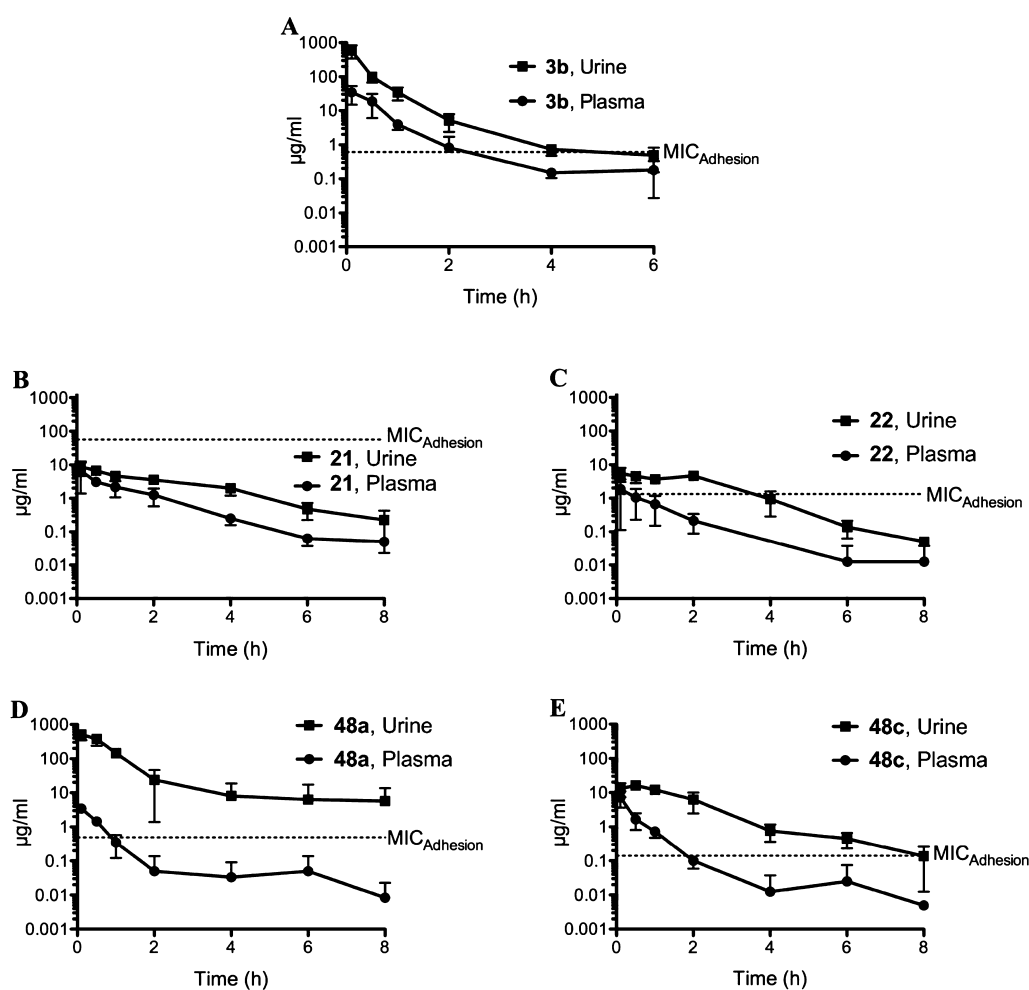 A
1000
100
10
1
0.1
0.01
0.001
µg/ml
3b, Urine
3b, Plasma
MICAdhesion
0 2 4 6
Time (h)
B
1000
100
10
1
0.1
0.01
0.001
µg/ml
MICAdhesion
21, Urine
21, Plasma
0 2 4 6 8
Time (h)
C
1000
100
10
1
0.1
0.01
0.001
µg/ml
22, Urine
22, Plasma
MICAdhesion
0 2 4 6 8
Time (h)
D
1000
100
10
1
0.1
0.01
0.001
µg/ml
48a, Urine
48a, Plasma
MICAdhesion
0 2 4 6 8
Time (h)
E
1000
100
10
1
0.1
0.01
0.001
µg/ml
48c, Urine
48c, Plasma
MICAdhesion
0 2 4 6 8
Time (h)